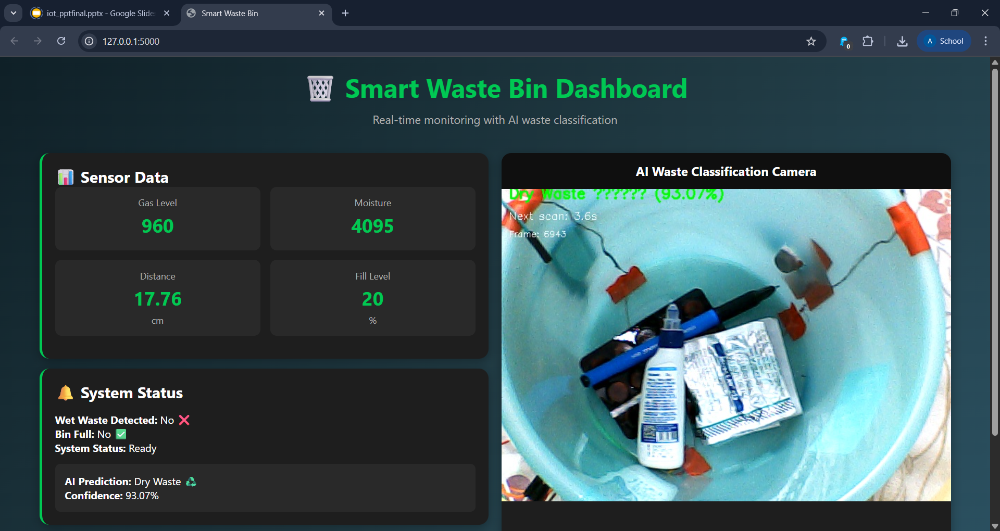 iot_pptfinal.pptx - Google Slide
Smart Waste Bin
127.0.0.1:5000
0
A School
Smart Waste Bin Dashboard
Real-time monitoring with AI waste classification
Sensor Data
Gas Level
960
Moisture
4095
Distance
17.76
cm
Fill Level
20
%
System Status
Wet Waste Detected: No ❌
Bin Full: No ✅
System Status: Ready
AI Prediction: Dry Waste ♻️
Confidence: 93.07%
AI Waste Classification Camera
Dry Waste ?????? (93.07%)
Next scan: 3.6s
Frame: 6943